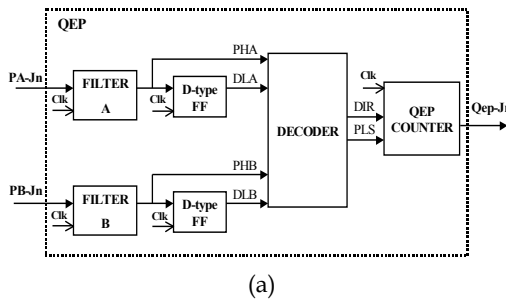 QEP
PHA
PA-Jn
FILTER
A
Clk
D-type
FF
Clk
DLA
DECODER
Clk
DIR
PLS
QEP
COUNTER
Qep-Jn
PHB
PB-Jn
FILTER
B
Clk
D-type
FF
Clk
DLB
(a)